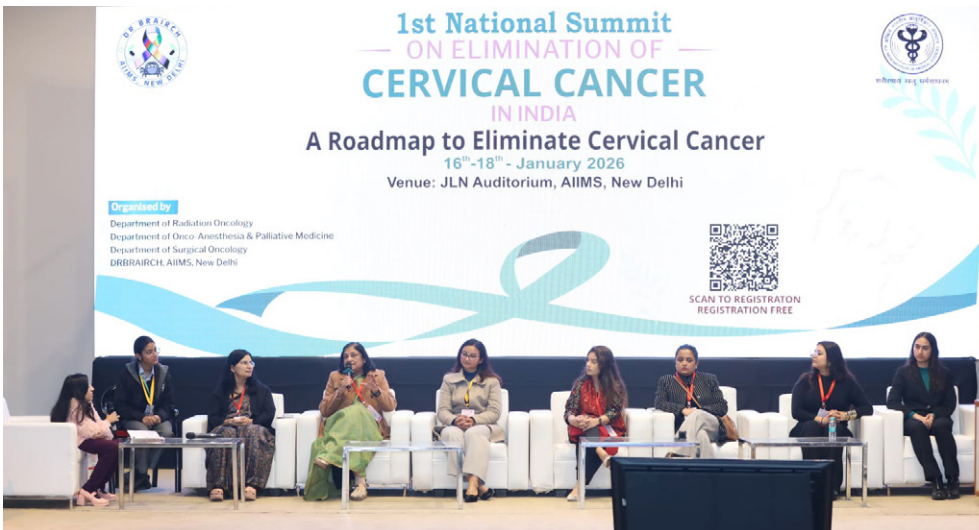 DR BRAIRCH
AIIMS, NEW DELHI
1st National Summit
ON ELIMINATION OF
CERVICAL CANCER
IN INDIA
A Roadmap to Eliminate Cervical Cancer
16th-18th - January 2026
Venue: JLN Auditorium, AIIMS, New Delhi
Organised by
Department of Radiation Oncology
Department of Onco-Anesthesia & Palliative Medicine
Department of Surgical Oncology
DRBRAIRCH, AIIMS, New Delhi
SCAN TO REGISTRATON
REGISTRATION FREE